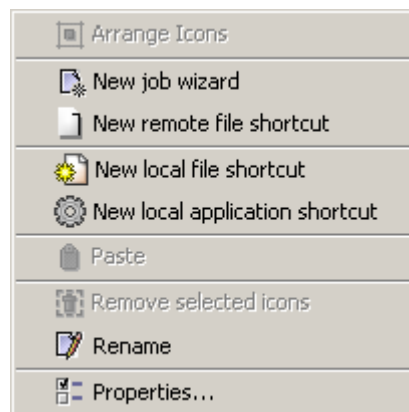 Arrange Icons
New job wizard
New remote file shortcut
New local file shortcut
New local application shortcut
Paste
Remove selected icons
Rename
Properties...